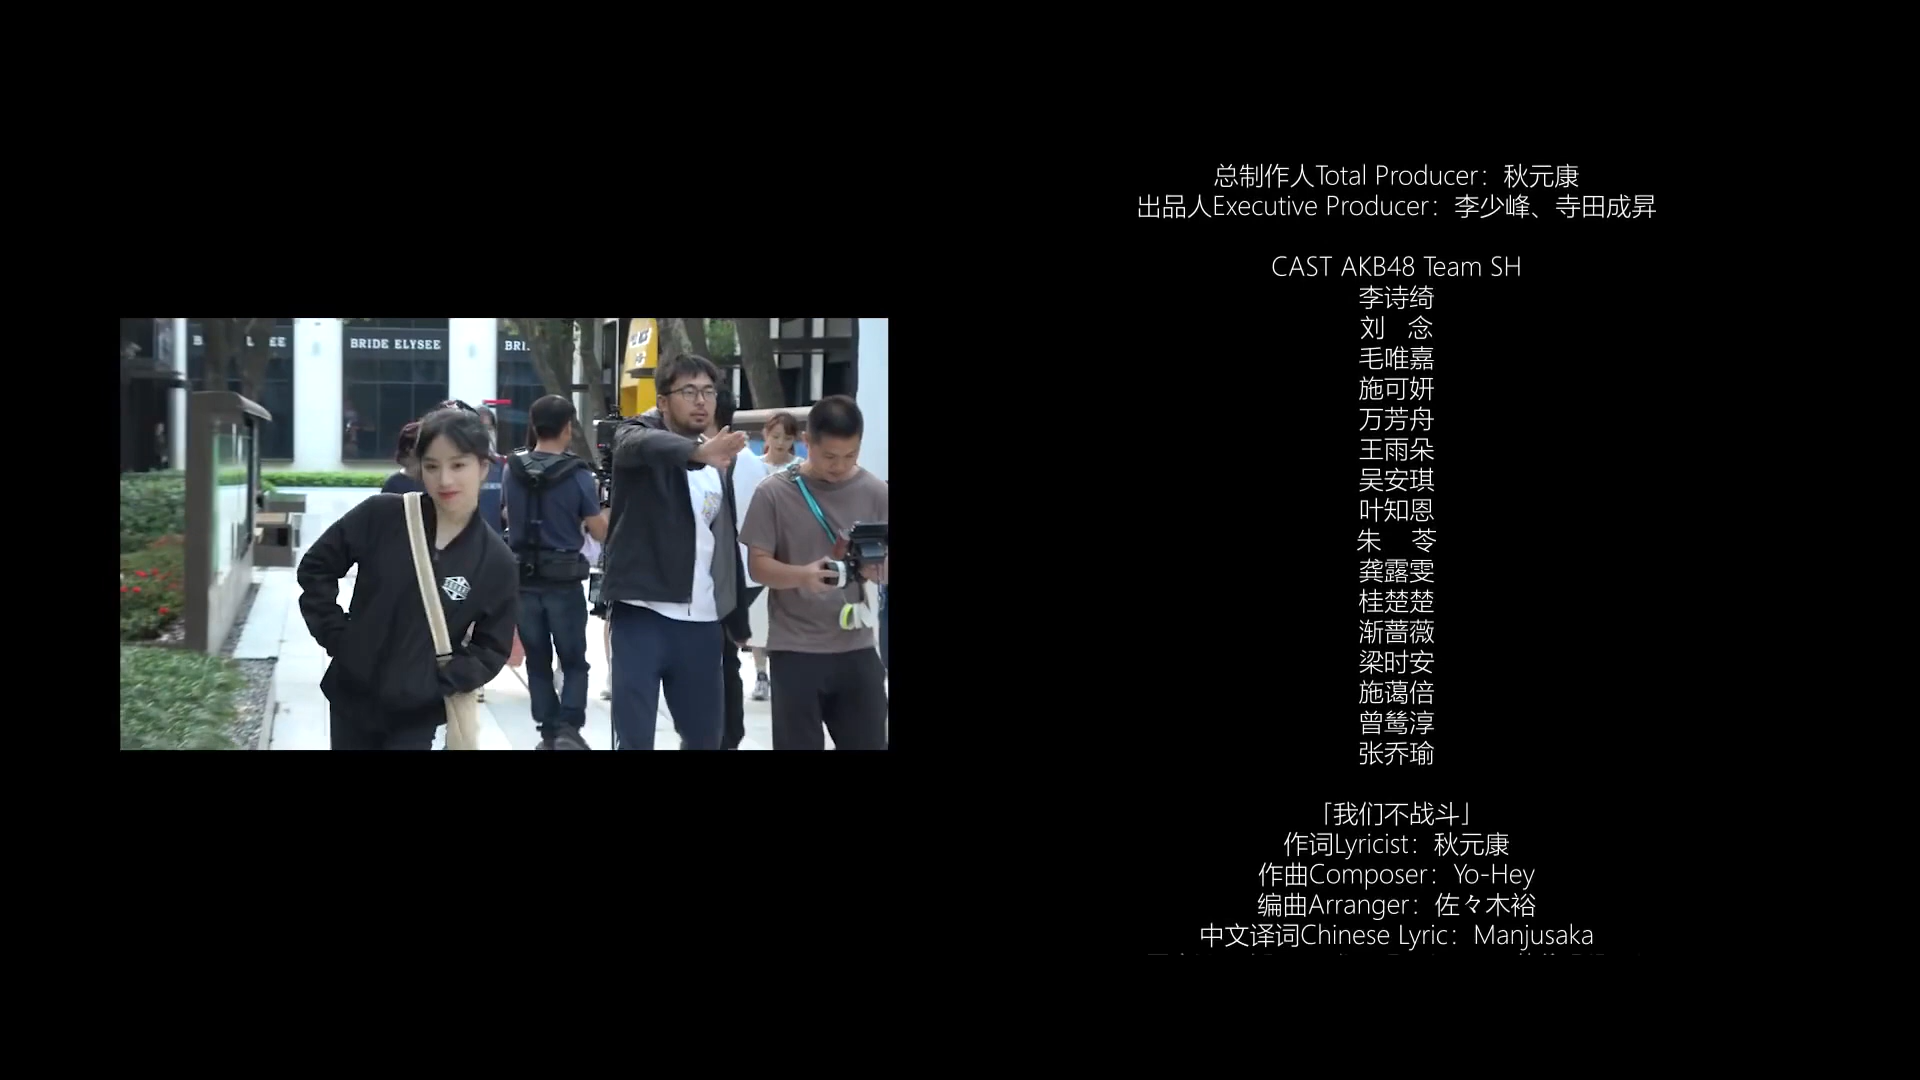 BRIDE ELYSEE
BRI
总制作人Total Producer：秋元康
出品人Executive Producer：李少峰、寺田成昇
CAST AKB48 Team SH
李诗绮
刘 念
毛唯嘉
施可妍
万芳舟
王雨朵
吴安琪
叶知恩
朱 苓
龚露雯
桂楚楚
渐蔷薇
梁时安
施蔼倍
曾鸶淳
张乔瑜
「我们不战斗」
作词Lyricist：秋元康
作曲Composer：Yo-Hey
编曲Arranger：佐々木裕
中文译词Chinese Lyric：Manjusaka